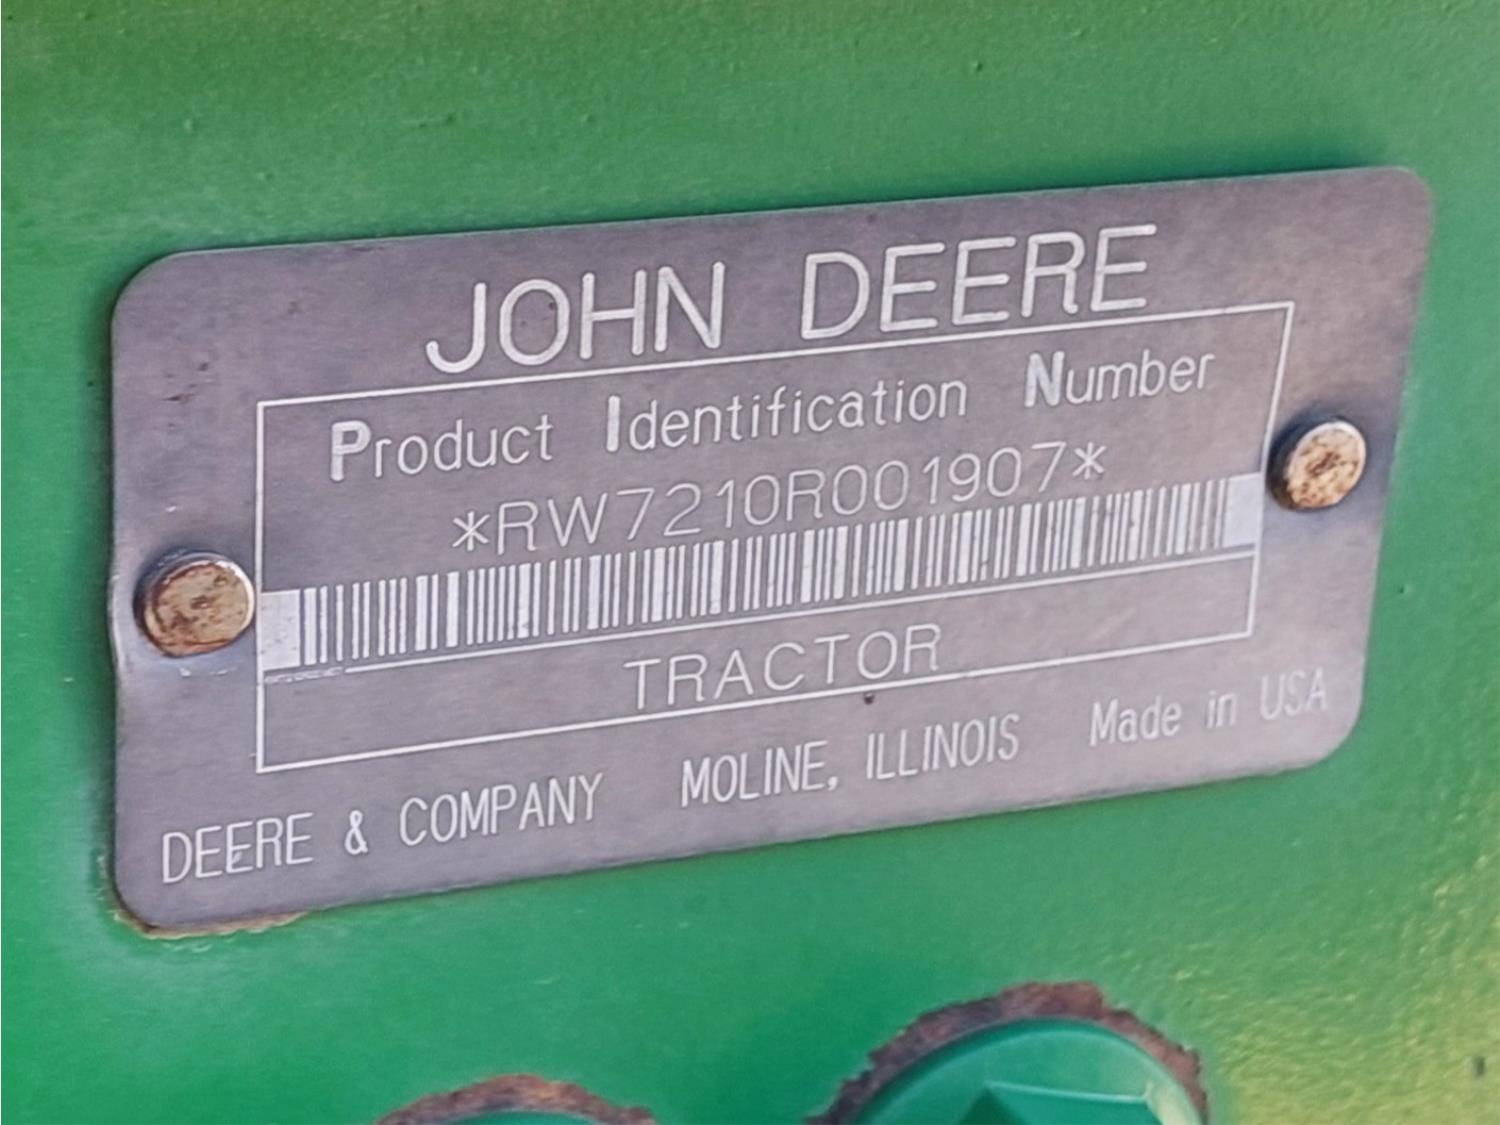 JOHN DEERE
Product Identification Number
*RW7210R001907*
TRACTOR
DEERE & COMPANY MOLINE, ILLINOIS Made in USA